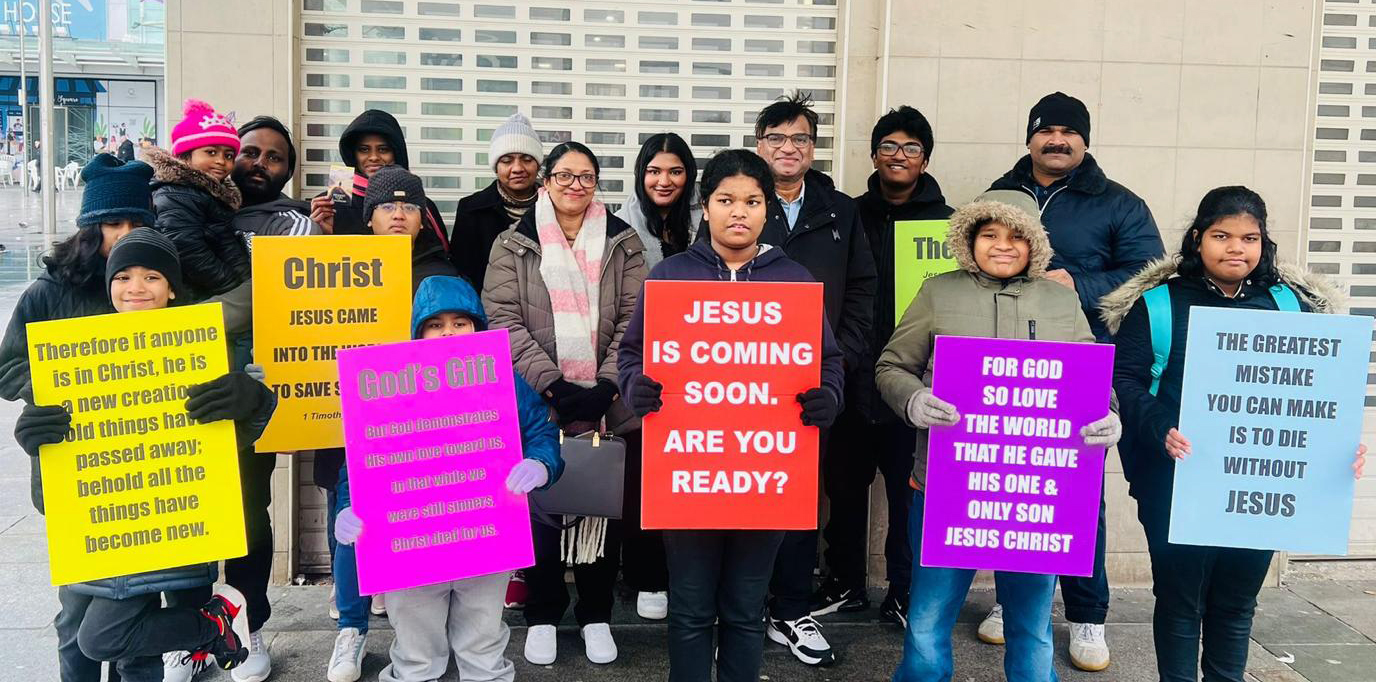 HOUSE
Therefore if anyone
is in Christ, he is
a new creation
old things have
passed away;
behold all the
things have
become new.
Christ
JESUS CAME
INTO THE
TO SAVE
1 Timothy
God's Gift
But God demonstrates
His own love toward us,
in that while we
were still sinners,
Christ died for us.
JESUS
IS COMING
SOON.
ARE YOU
READY?
The
FOR GOD
SO LOVE
THE WORLD
THAT HE GAVE
HIS ONE &
ONLY SON
JESUS CHRIST
THE GREATEST
MISTAKE
YOU CAN MAKE
IS TO DIE
WITHOUT
JESUS